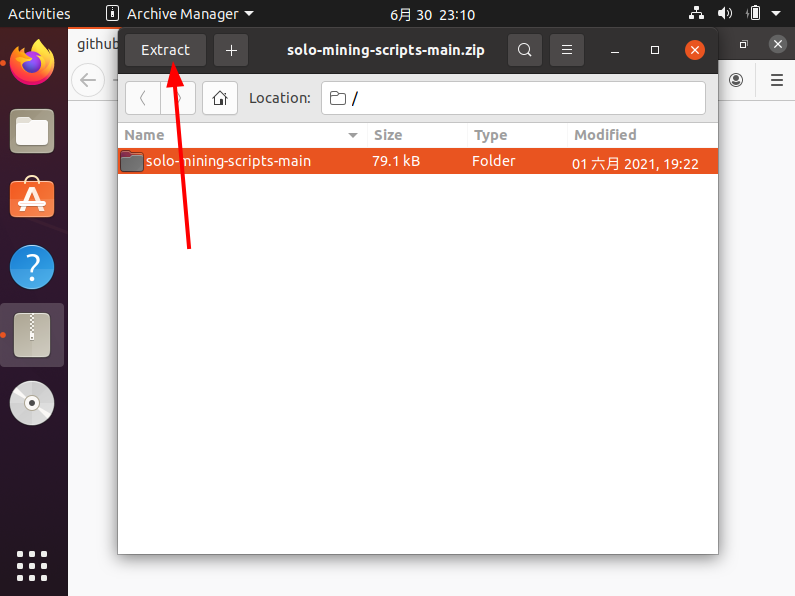 Activities Archive Manager 6月 30 23:10
github
Extract + solo-mining-scripts-main.zip
Location: /
Name Size Type Modified
solo-mining-scripts-main 79.1 kB Folder 01 六月 2021, 19:22